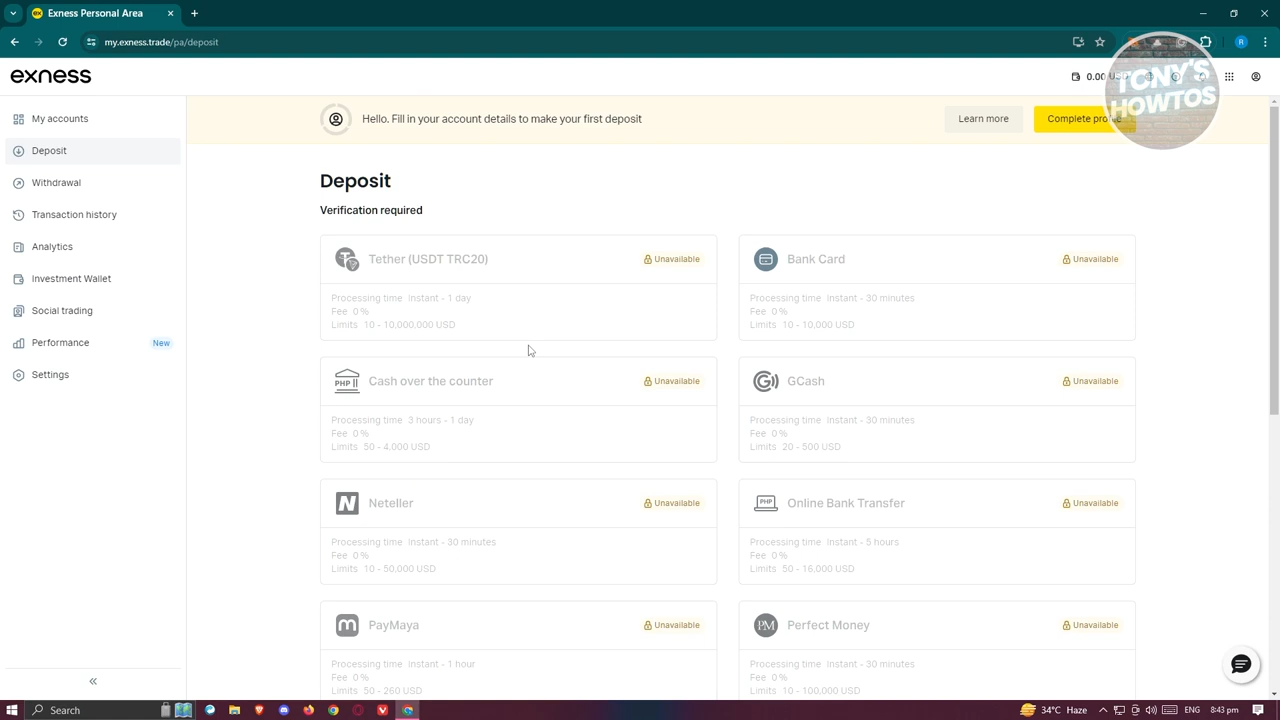 Exness Personal Area
my.exness.trade/pa/deposit
R
exness
0.00
TONY'S
HOWTOS
My accounts
Deposit
Withdrawal
Transaction history
Analytics
Investment Wallet
Social trading
Performance New
Settings
Hello. Fill in your account details to make your first deposit
Learn more
Complete
Deposit
Verification required
Tether (USDT TRC20) Unavailable
Processing time Instant - 1 day
Fee 0 %
Limits 10 - 10,000,000 USD
Bank Card Unavailable
Processing time Instant - 30 minutes
Fee 0 %
Limits 10 - 10,000 USD
PHP
Cash over the counter Unavailable
Processing time 3 hours - 1 day
Fee 0 %
Limits 50 - 4,000 USD
GCash Unavailable
Processing time Instant - 30 minutes
Fee 0 %
Limits 20 - 500 USD
N
Neteller Unavailable
Processing time Instant - 30 minutes
Fee 0 %
Limits 10 - 50,000 USD
PHP
Online Bank Transfer Unavailable
Processing time Instant - 5 hours
Fee 0 %
Limits 50 - 16,000 USD
m
PayMaya Unavailable
Processing time Instant - 1 hour
Limits 50 - 260 USD
PM
Perfect Money Unavailable
Processing time Instant - 30 minutes
Limits 10 - 100,000 USD
Search
34°C Haze
ENG
8:43 pm